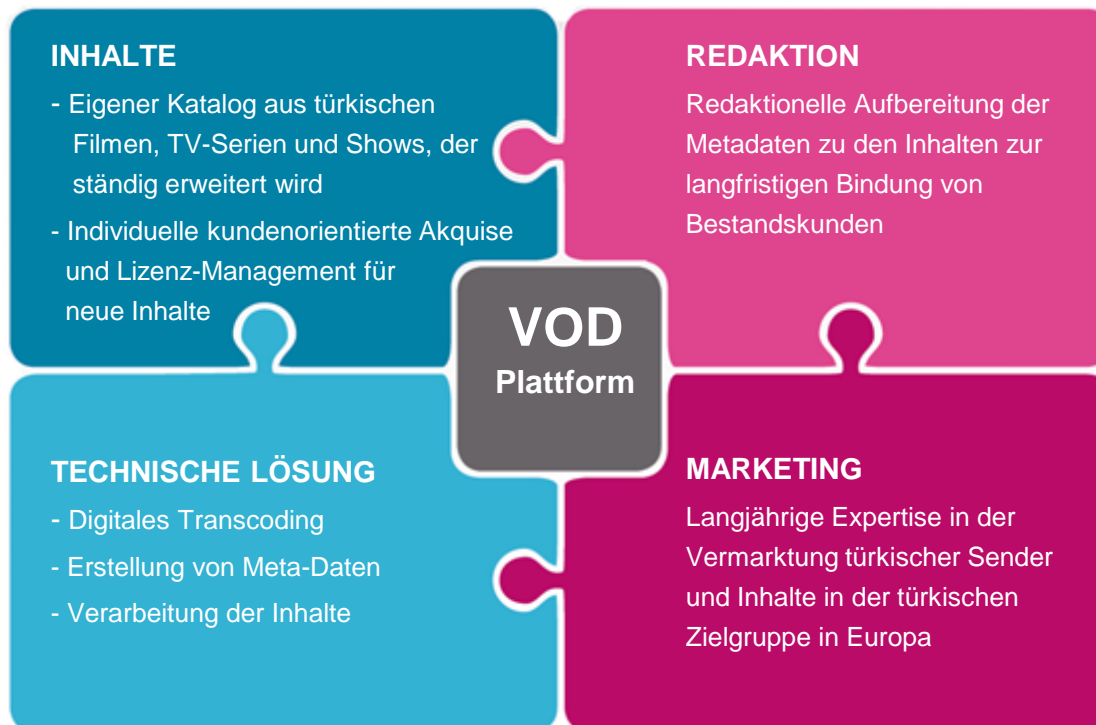 INHALTE
- Eigener Katalog aus türkischen
Filmen, TV-Serien und Shows, der
ständig erweitert wird
- Individuelle kundenorientierte Akquise
und Lizenz-Management für
neue Inhalte
REDAKTION
Redaktionelle Aufbereitung der
Metadaten zu den Inhalten zur
langfristigen Bindung von
Bestandskunden
VOD
Plattform
TECHNISCHE LÖSUNG
- Digitales Transcoding
- Erstellung von Meta-Daten
- Verarbeitung der Inhalte
MARKETING
Langjährige Expertise in der
Vermarktung türkischer Sender
und Inhalte in der türkischen
Zielgruppe in Europa